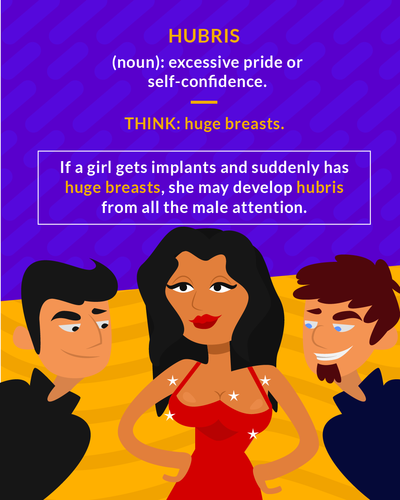 HUBRIS
(noun): excessive pride or
self-confidence.
THINK: huge breasts.
If a girl gets implants and suddenly has
huge breasts, she may develop hubris
from all the male attention.